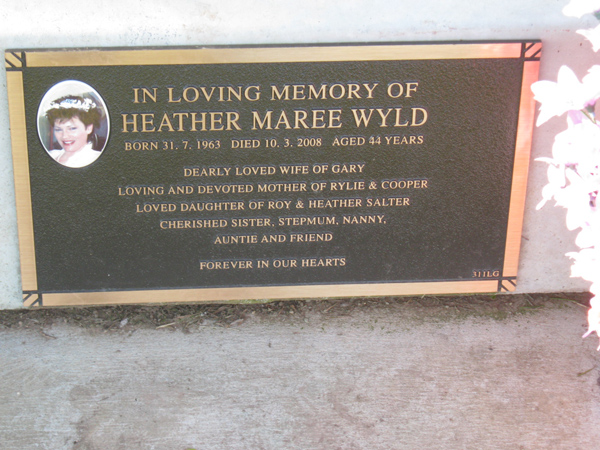 IN LOVING MEMORY OF
HEATHER MAREE WYLD
BORN 31. 7. 1963 DIED 10. 3. 2008 AGED 44 YEARS
DEARLY LOVED WIFE OF GARY
LOVING AND DEVOTED MOTHER OF RYLIE & COOPER
LOVED DAUGHTER OF ROY & HEATHER SALTER
CHERISHED SISTER, STEPMUM, NANNY,
AUNTIE AND FRIEND
FOREVER IN OUR HEARTS
311LG